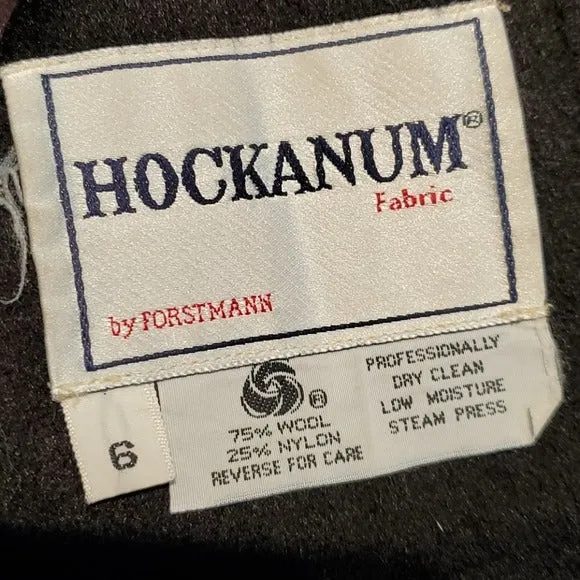 HOCKANUM®
Fabric
by FORSTMANN
6
®
75% WOOL
25% NYLON
REVERSE FOR CARE
PROFESSIONALLY
DRY CLEAN
LOW MOISTURE
STEAM PRESS